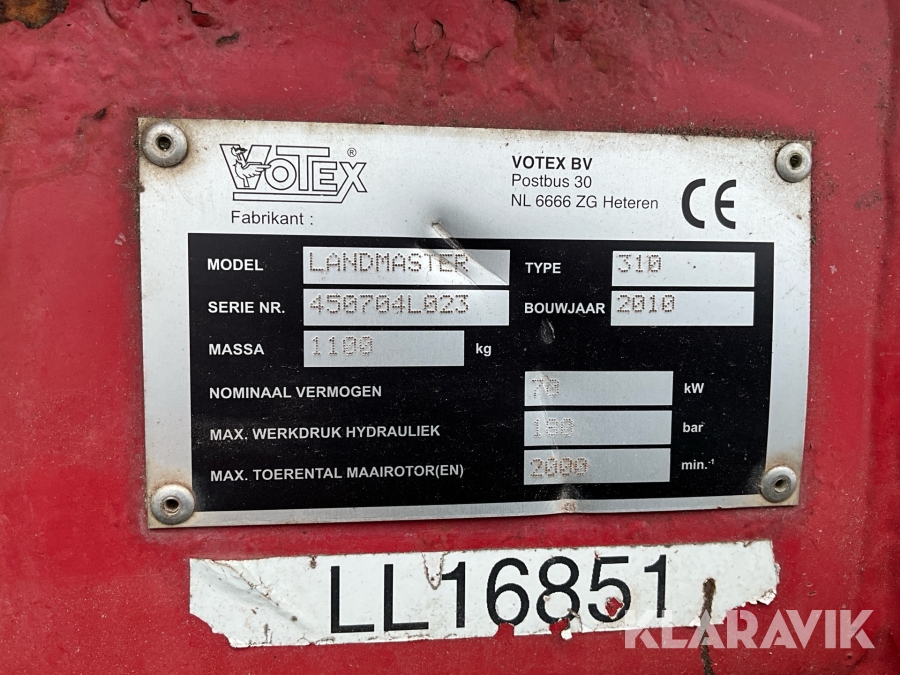 VOTEX ®
VOTEX BV
Postbus 30
NL 6666 ZG Heteren
CE
Fabrikant :
MODEL LANDMASTER TYPE 310
SERIE NR. 450704L023 BOUWJAAR 2010
MASSA 1100 kg
NOMINAAL VERMOGEN 70 kW
MAX. WERKDRUK HYDRAULIEK 180 bar
MAX. TOERENTAL MAAIROTOR(EN) 2000 min.⁻¹
LL16851
KLARAVIK